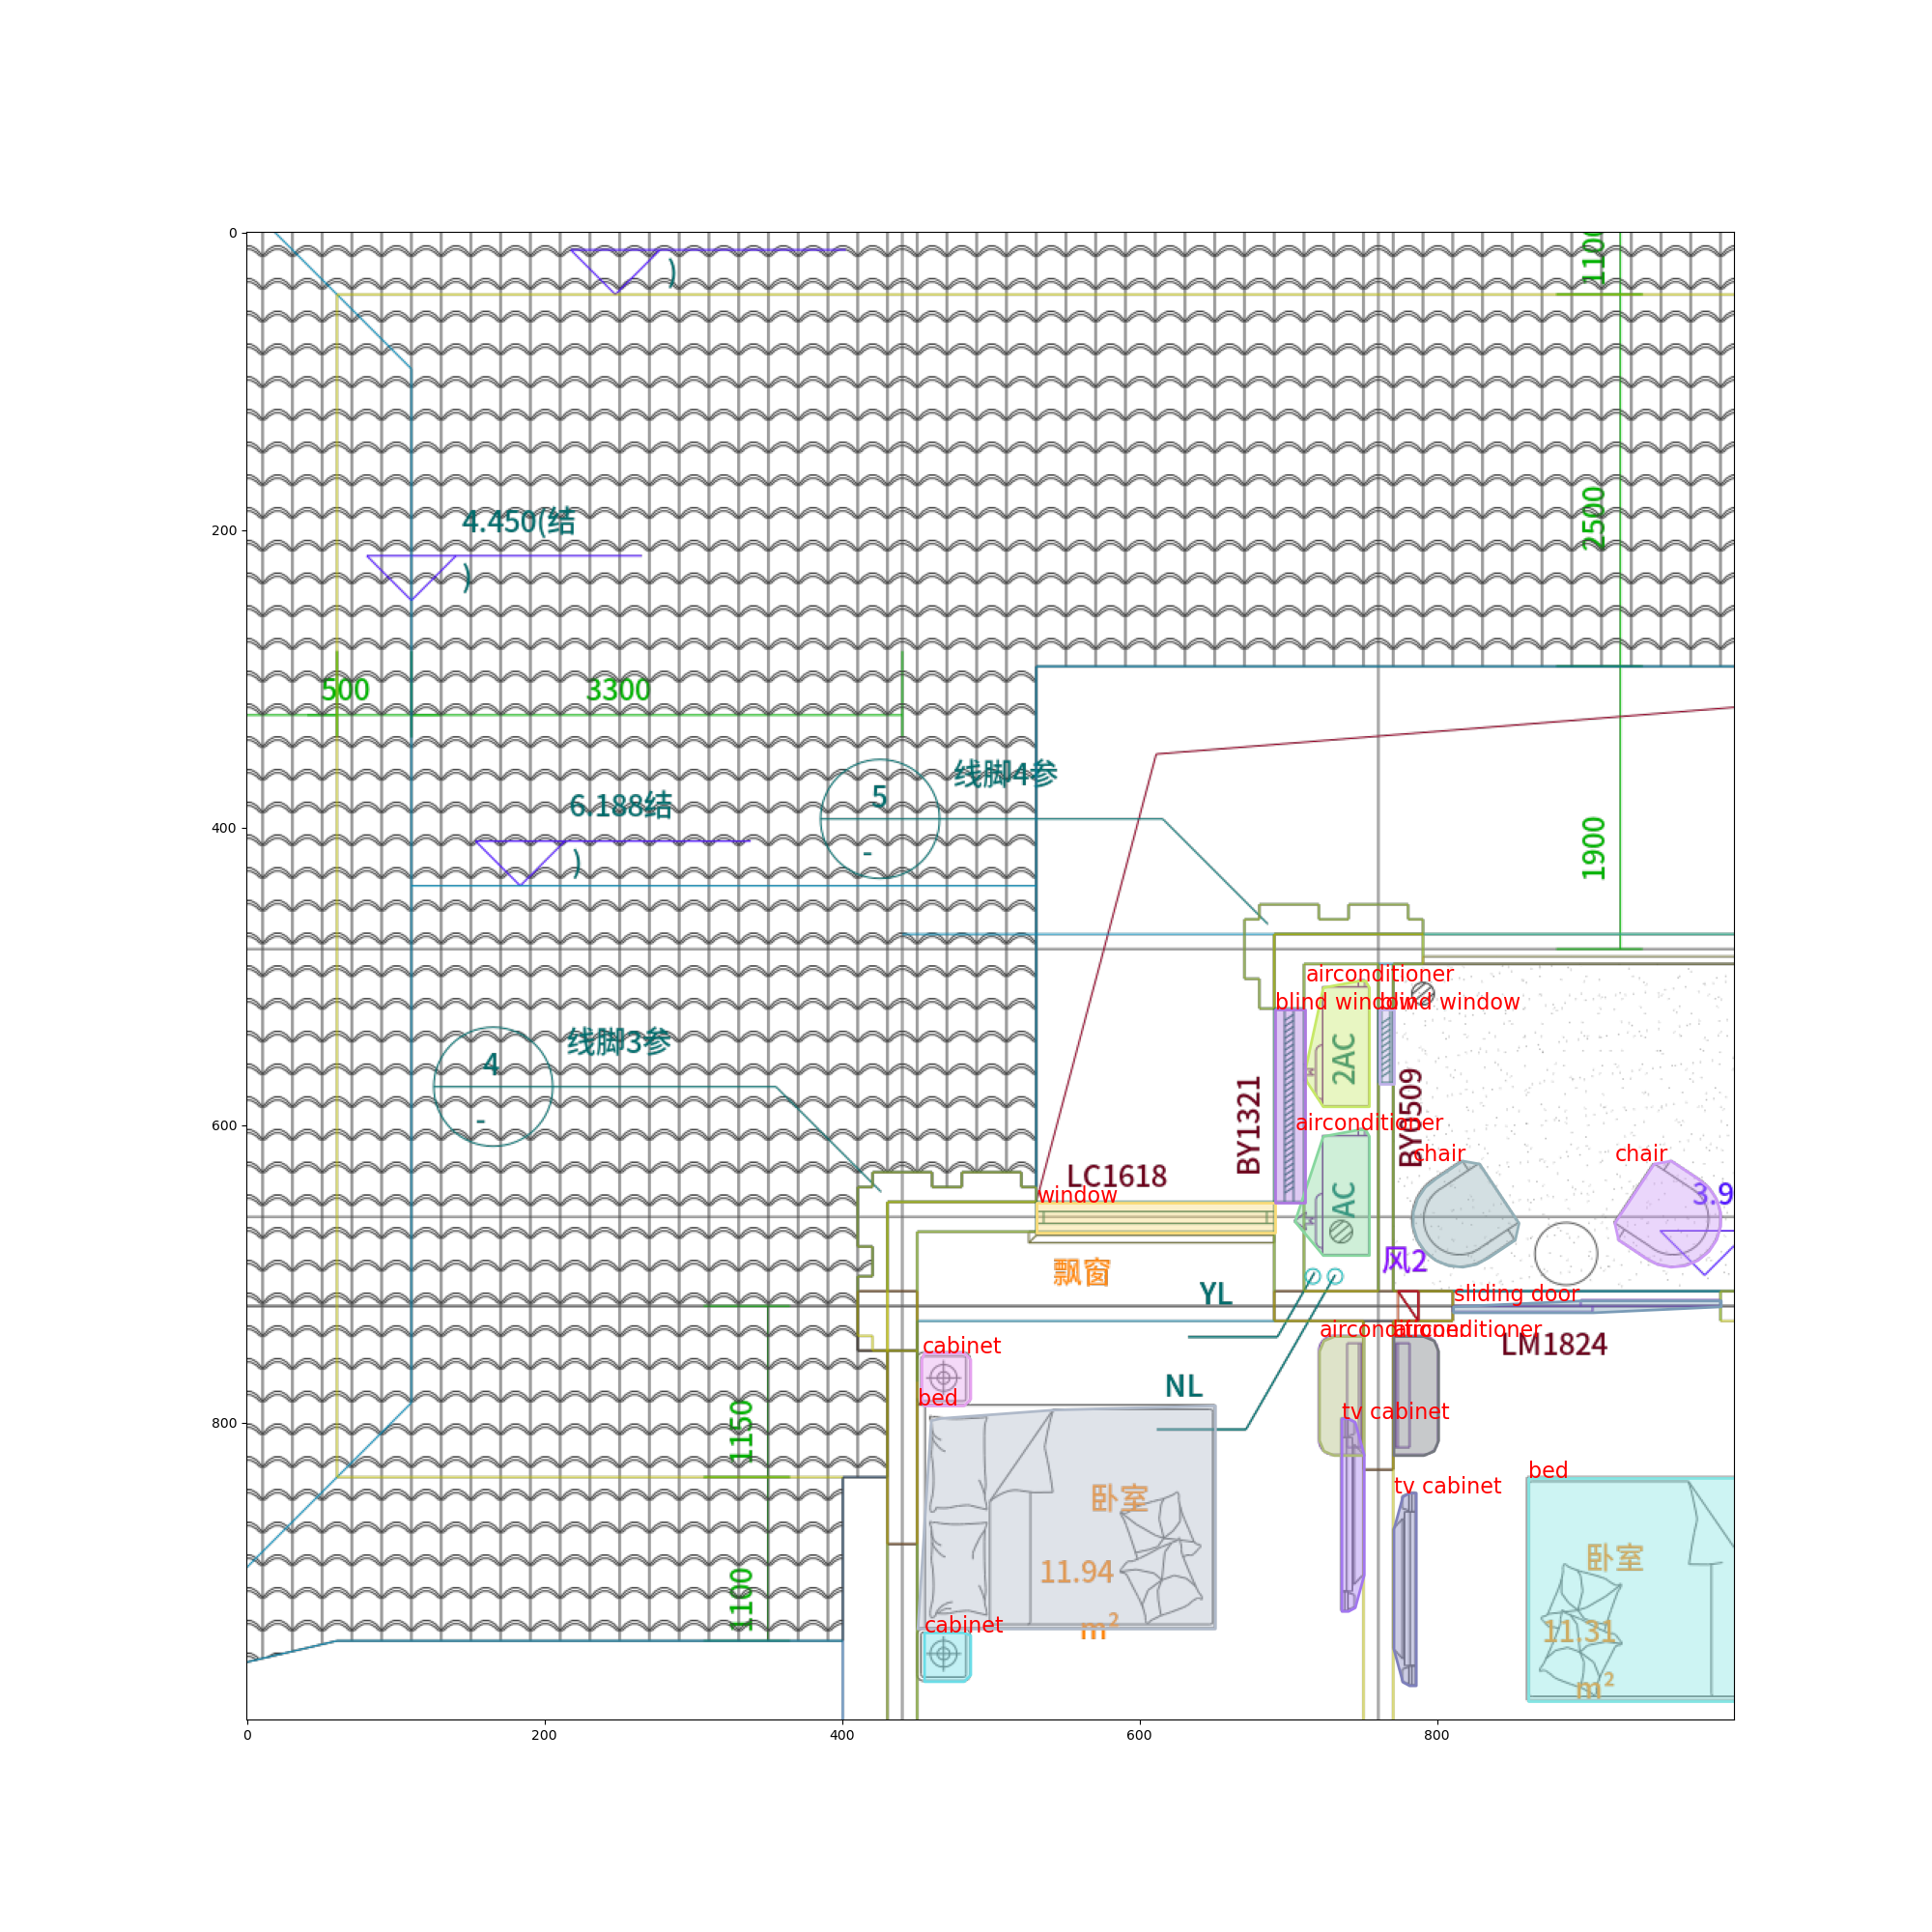 0
200
400
600
800
0
200
400
600
800
)
1100
4.450(结
)
2500
500
3300
线脚4参
5
-
6.188结
)
1900
线脚3参
4
-
airconditioner
blind window
blind window
2AC
BY1321
BY0509
airconditioner
AC
LC1618
window
chair
chair
3.9
飘窗
风2
YL
sliding door
airconditioner
airconditioner
LM1824
cabinet
NL
bed
tv cabinet
1150
tv cabinet
bed
卧室
11.94
m²
卧室
11.31
m²
1100
cabinet